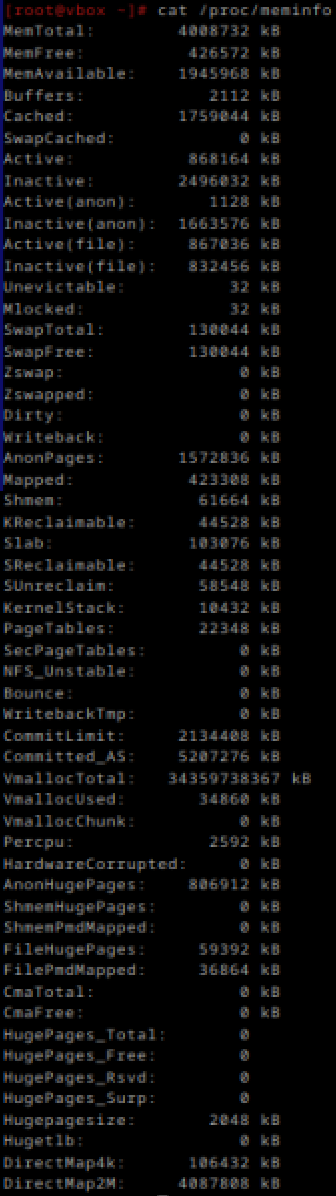 [root@vbox ~]# cat /proc/meminfo
MemTotal:        4008732 kB
MemFree:          426572 kB
MemAvailable:    1945968 kB
Buffers:            2112 kB
Cached:          1759044 kB
SwapCached:            0 kB
Active:           868164 kB
Inactive:        2496032 kB
Active(anon):       1128 kB
Inactive(anon):  1663576 kB
Active(file):     867036 kB
Inactive(file):   832456 kB
Unevictable:          32 kB
Mlocked:              32 kB
SwapTotal:        130044 kB
SwapFree:         130044 kB
Zswap:                 0 kB
Zswapped:              0 kB
Dirty:                 0 kB
Writeback:             0 kB
AnonPages:       1572836 kB
Mapped:           423308 kB
Shmem:             61664 kB
KReclaimable:      44528 kB
Slab:             103076 kB
SReclaimable:      44528 kB
SUnreclaim:        58548 kB
KernelStack:       10432 kB
PageTables:        22348 kB
SecPageTables:         0 kB
NFS_Unstable:          0 kB
Bounce:                0 kB
WritebackTmp:          0 kB
CommitLimit:     2134408 kB
Committed_AS:    5207276 kB
VmallocTotal:   34359738367 kB
VmallocUsed:       34860 kB
VmallocChunk:          0 kB
Percpu:             2592 kB
HardwareCorrupted:     0 kB
AnonHugePages:    806912 kB
ShmemHugePages:        0 kB
ShmemPmdMapped:        0 kB
FileHugePages:     59392 kB
FilePmdMapped:     36864 kB
CmaTotal:              0 kB
CmaFree:               0 kB
HugePages_Total:       0
HugePages_Free:        0
HugePages_Rsvd:        0
HugePages_Surp:        0
Hugepagesize:       2048 kB
Hugetlb:               0 kB
DirectMap4k:      106432 kB
DirectMap2M:     4087808 kB